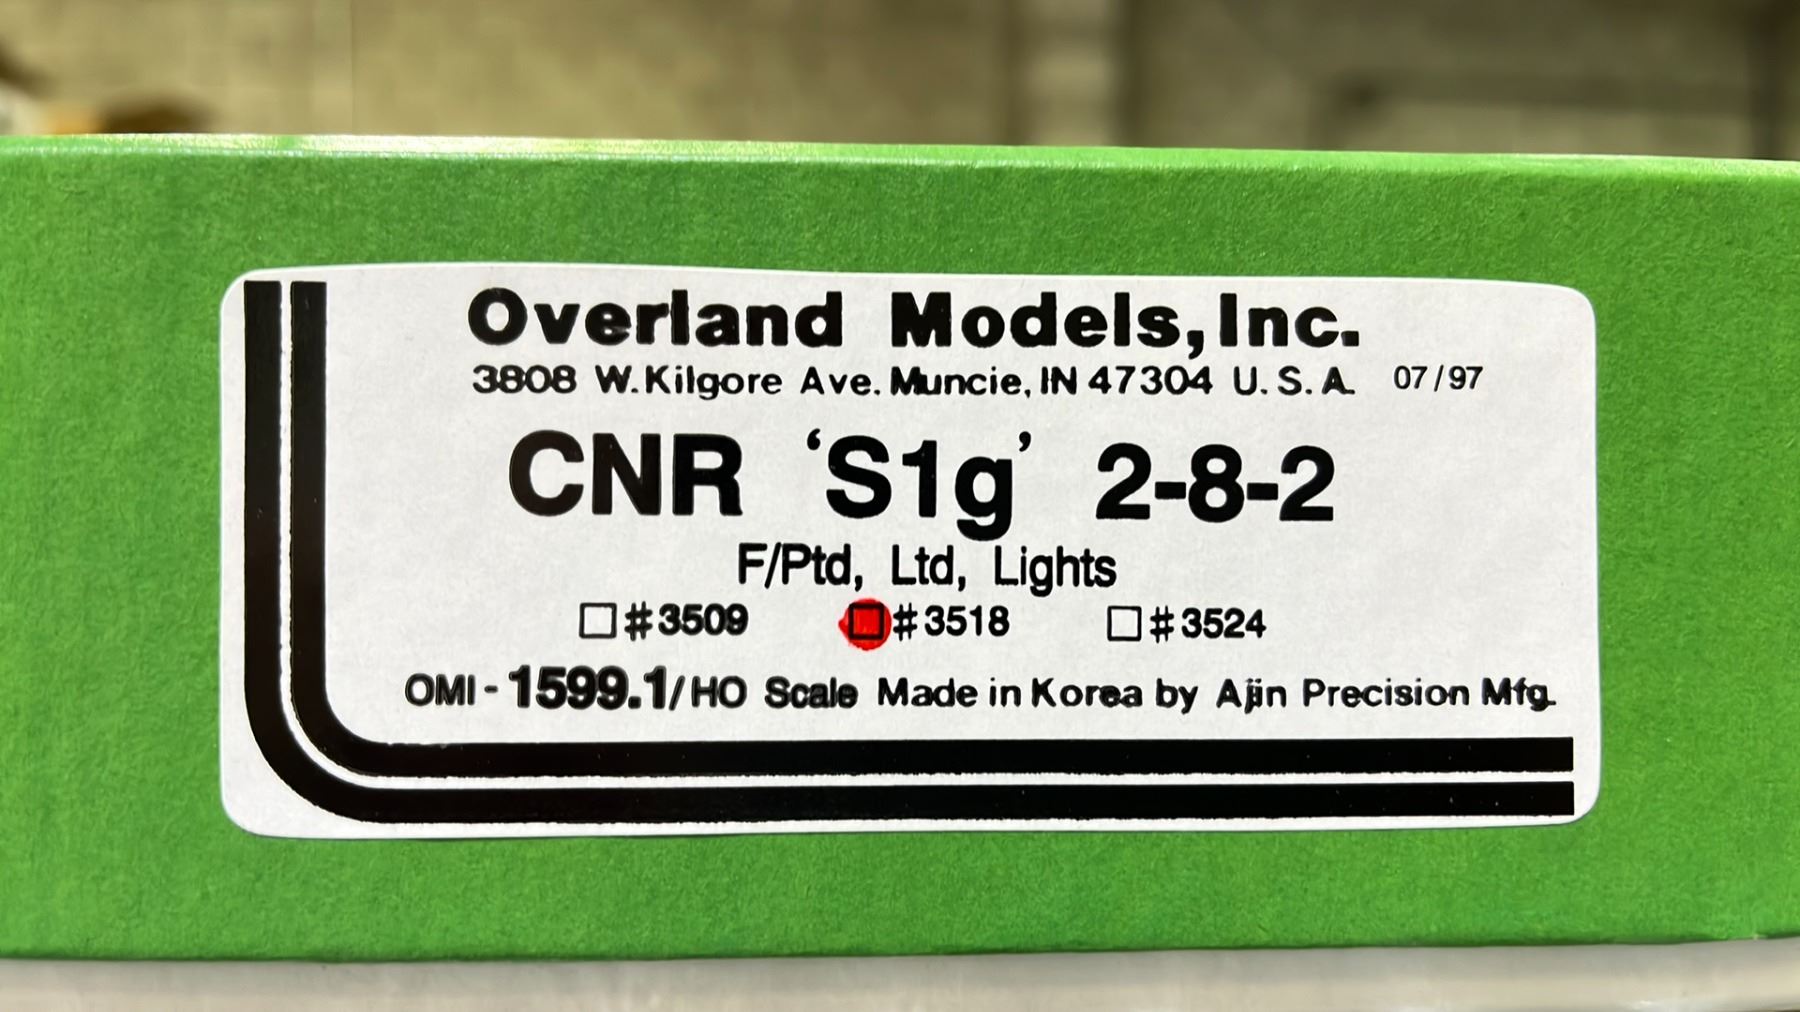 Overland Models, Inc.
3808 W. Kilgore Ave. Muncie, IN 47304 U.S.A. 07/97
CNR ‘S1g’ 2-8-2
F/Ptd, Ltd, Lights
#3509 #3518 #3524
OMI - 1599.1/HO Scale Made in Korea by Ajin Precision Mfg.